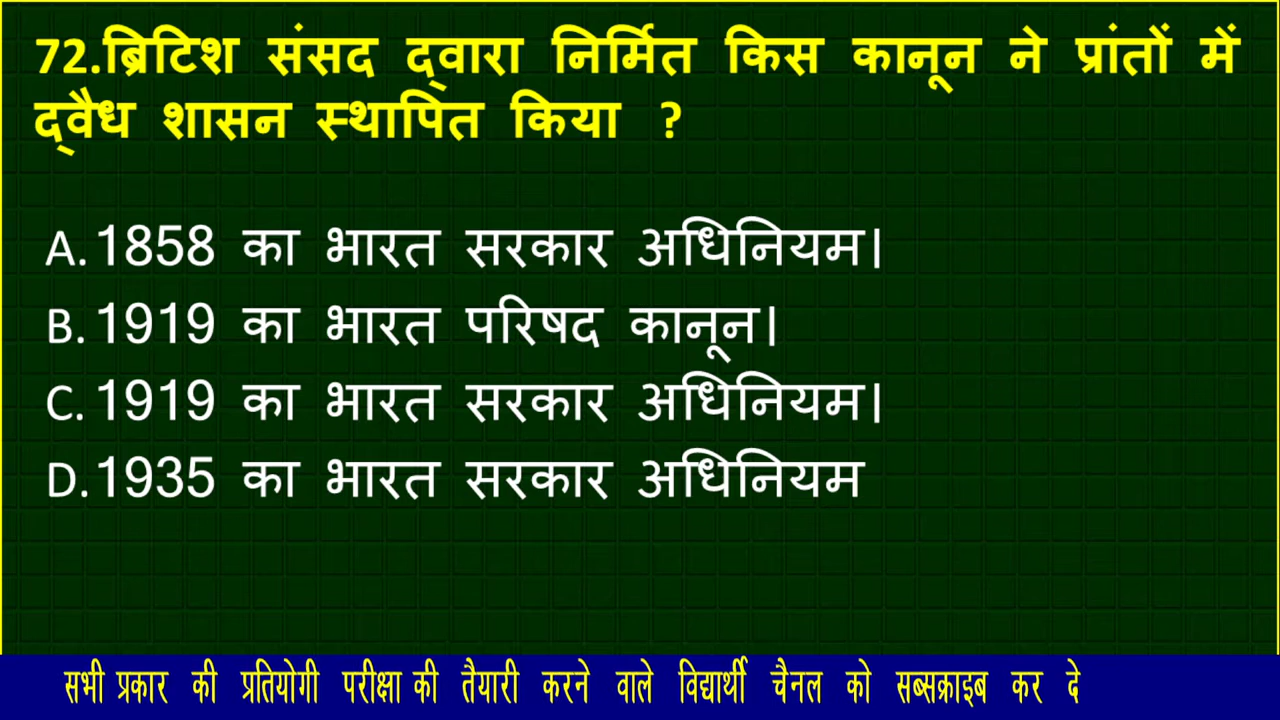 72.ब्रिटिश संसद द्वारा निर्मित किस कानून ने प्रांतों में
द्वैध शासन स्थापित किया ?
A. 1858 का भारत सरकार अधिनियम।
B. 1919 का भारत परिषद कानून।
C. 1919 का भारत सरकार अधिनियम।
D. 1935 का भारत सरकार अधिनियम
सभी प्रकार की प्रतियोगी परीक्षा की तैयारी करने वाले विद्यार्थी चैनल को सब्सक्राइब कर दे